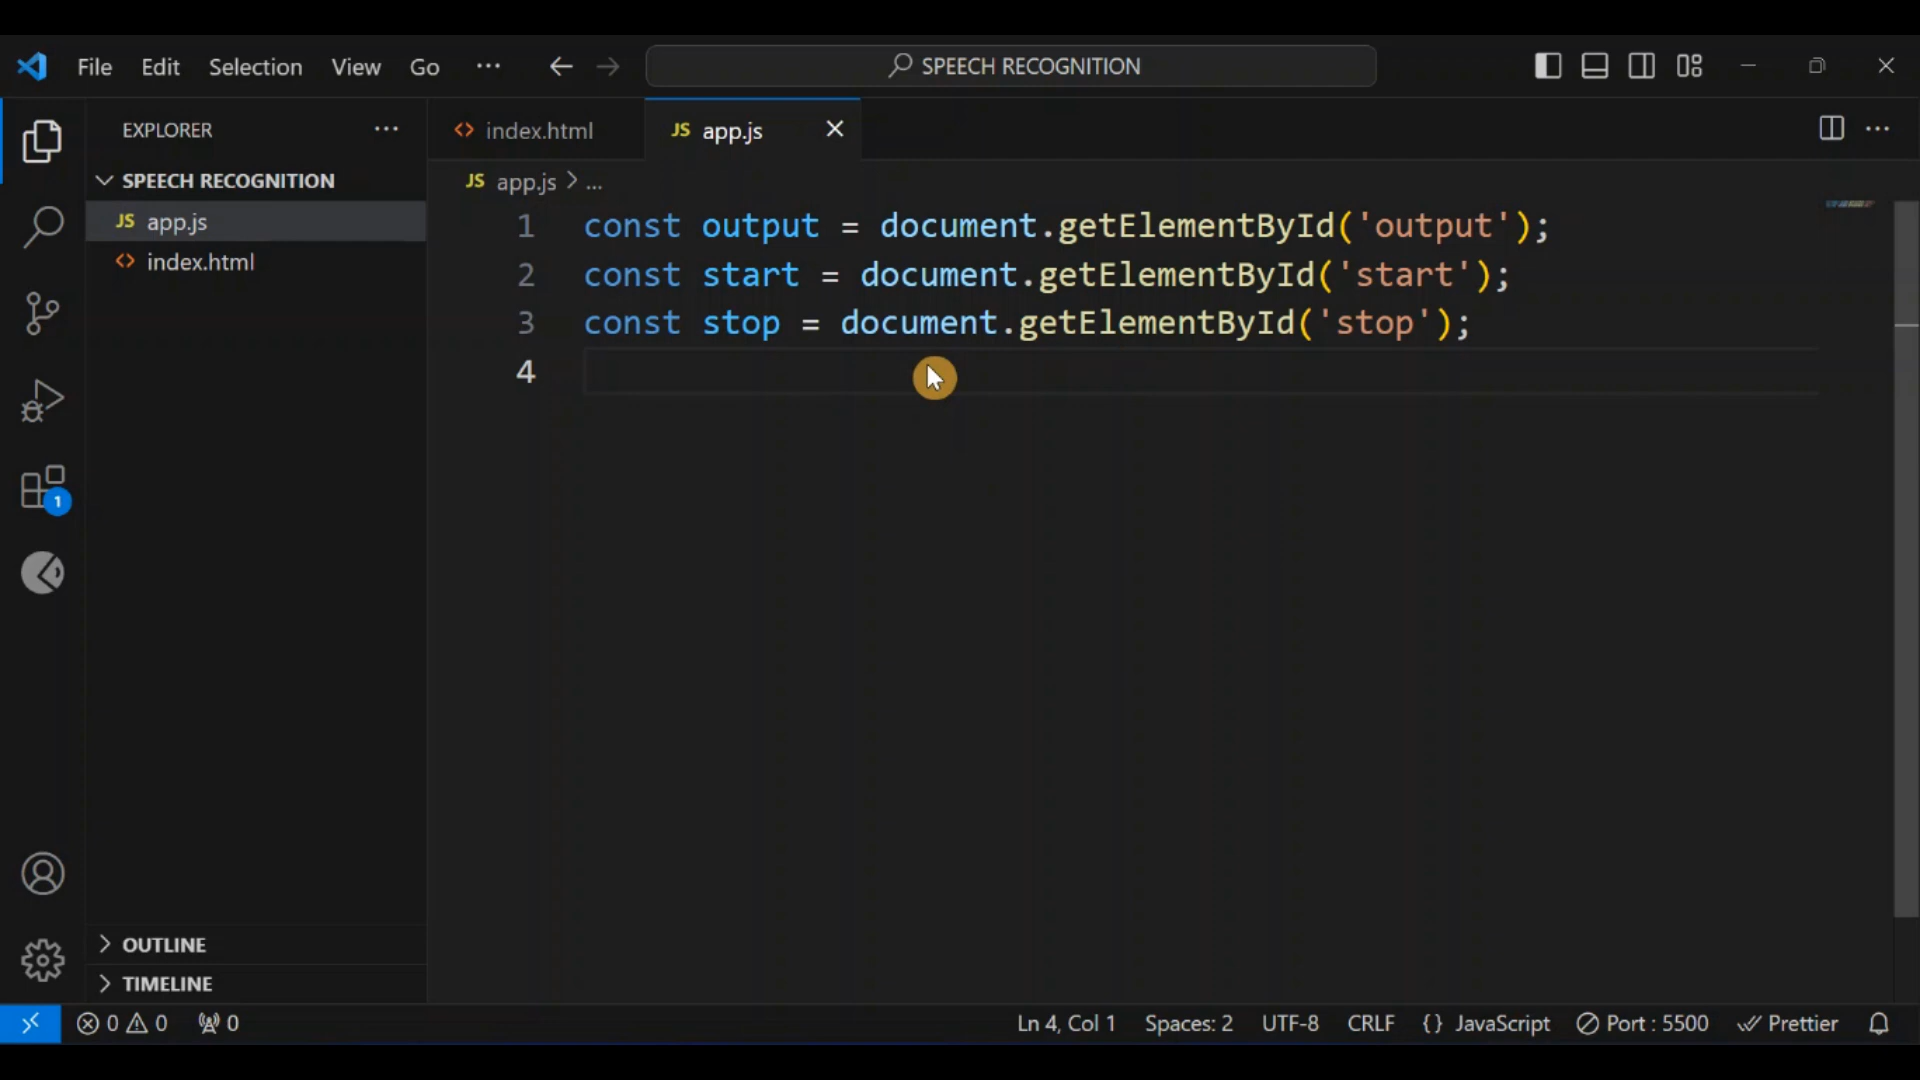 File Edit Selection View Go ··· SPEECH RECOGNITION
EXPLORER ···
SPEECH RECOGNITION
JS app.js
index.html
OUTLINE
TIMELINE
1
index.html JS app.js
JS app.js > ...
1 const output = document.getElementById('output');
2 const start = document.getElementById('start');
3 const stop = document.getElementById('stop');
4
0 0 0 Ln 4, Col 1 Spaces: 2 UTF-8 CRLF {} JavaScript Port : 5500 Prettier